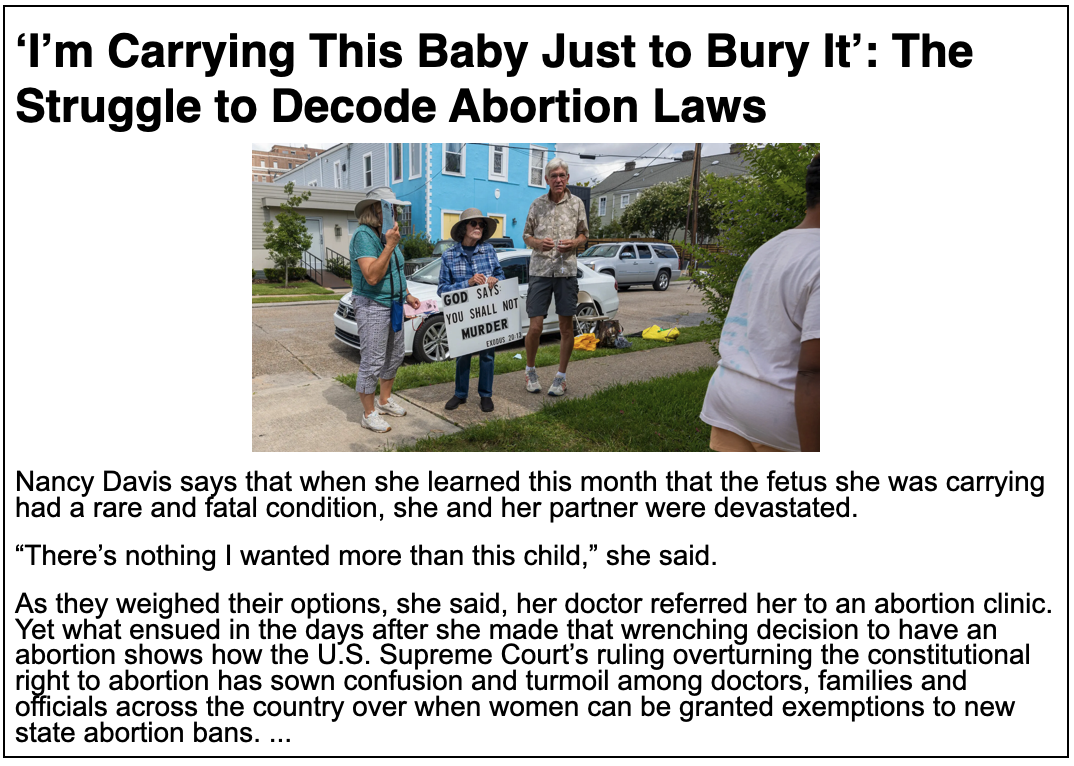 ‘I’m Carrying This Baby Just to Bury It’: The
Struggle to Decode Abortion Laws
GOD SAYS
YOU SHALL NOT
MURDER
EXODUS 20:13
Nancy Davis says that when she learned this month that the fetus she was carrying
had a rare and fatal condition, she and her partner were devastated.
“There’s nothing I wanted more than this child,” she said.
As they weighed their options, she said, her doctor referred her to an abortion clinic.
Yet what ensued in the days after she made that wrenching decision to have an
abortion shows how the U.S. Supreme Court’s ruling overturning the constitutional
right to abortion has sown confusion and turmoil among doctors, families and
officials across the country over when women can be granted exemptions to new
state abortion bans. ...